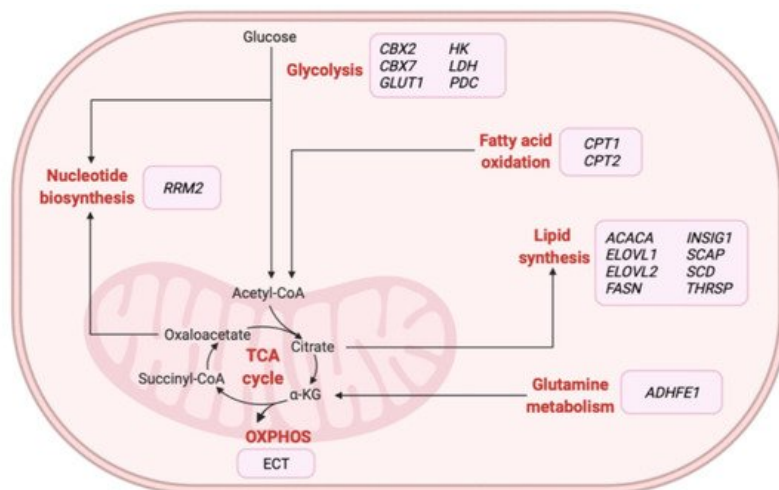 Glucose
Glycolysis
CBX2 HK
CBX7 LDH
GLUT1 PDC
Fatty acid
oxidation
CPT1
CPT2
Nucleotide
biosynthesis
RRM2
Lipid
synthesis
ACACA INSIG1
ELOVL1 SCAP
ELOVL2 SCD
FASN THRSP
Acetyl-CoA
Oxaloacetate
Citrate
TCA
cycle
Succinyl-CoA
α-KG
Glutamine
metabolism
ADHFE1
OXPHOS
ECT